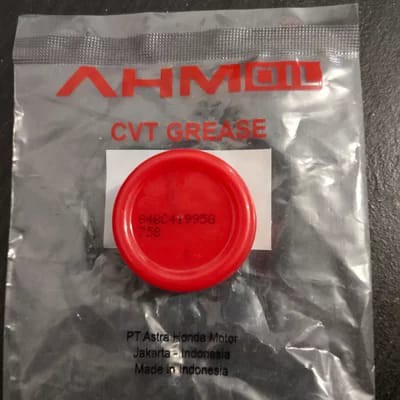 AHMOIL
CVT GREASE
PT Astra Honda Motor
Jakarta - Indonesia
Made in Indonesia